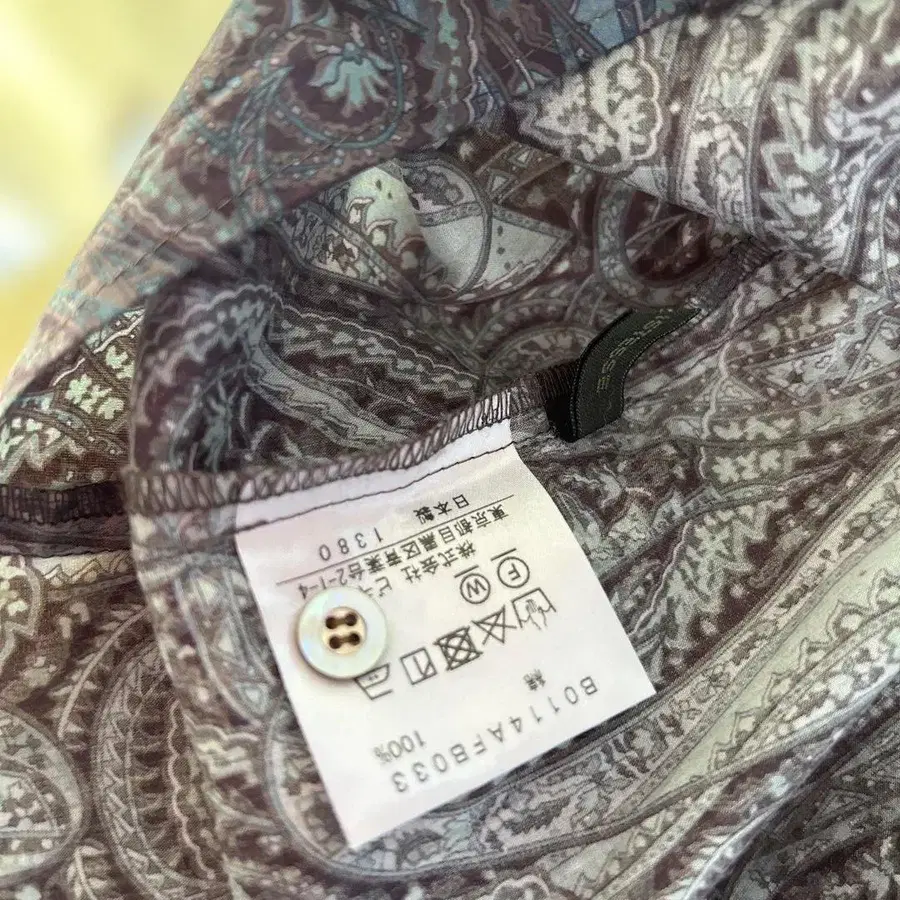 B0114AFB033
綿 100%
F W
株式会社
東京都目黒区青葉台2-1-4
日本製 1380